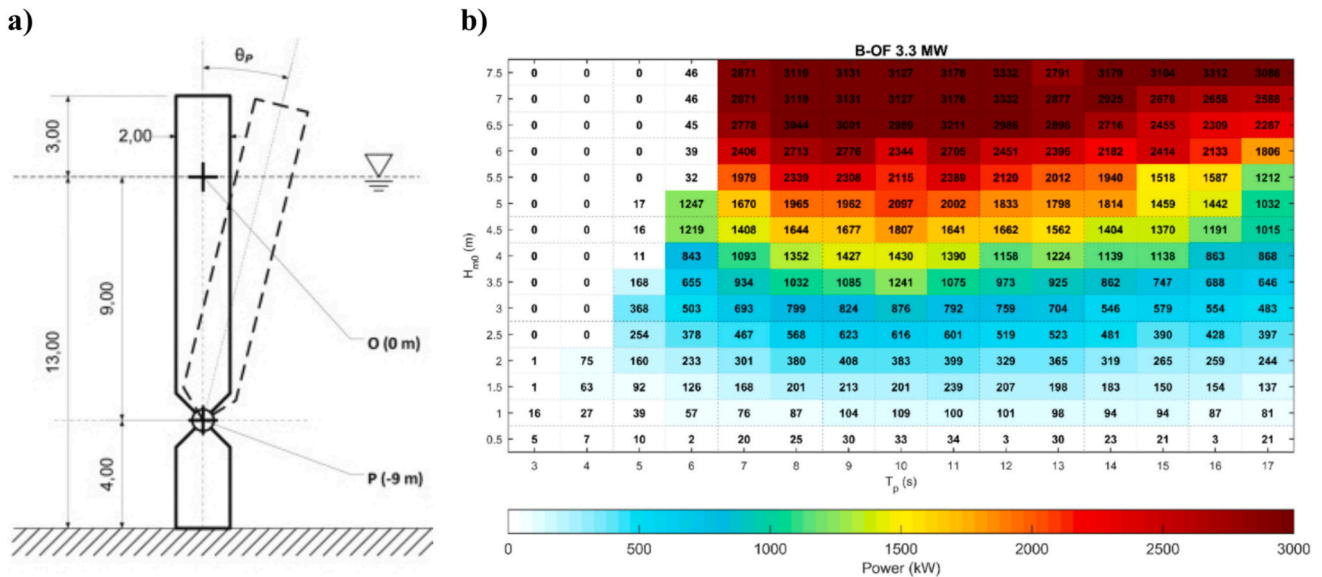 a)
θP
3,00
2,00
9,00
13,00
O (0 m)
4,00
P (-9 m)
b)
B-OF 3.3 MW
7.5 0 0 0 46 2871 3119 3131 3127 3176 3332 2791 3179 3104 3312 3086
7 0 0 0 46 2871 3119 3131 3127 3176 3332 2877 2925 2876 2658 2588
6.5 0 0 0 45 2778 3044 3001 2989 3211 2986 2896 2716 2455 2309 2287
6 0 0 0 39 2406 2713 2776 2344 2705 2451 2396 2182 2414 2133 1806
5.5 0 0 0 32 1979 2339 2308 2115 2389 2120 2012 1940 1518 1587 1212
5 0 0 17 1247 1670 1965 1962 2097 2002 1833 1798 1814 1459 1442 1032
4.5 0 0 16 1219 1408 1644 1677 1807 1641 1662 1562 1404 1370 1191 1015
4 0 0 11 843 1093 1352 1427 1430 1390 1158 1224 1139 1138 863 868
3.5 0 0 168 655 934 1032 1085 1241 1075 973 925 862 747 688 646
3 0 0 368 503 693 799 824 876 792 759 704 546 579 554 483
2.5 0 0 254 378 467 568 623 616 601 519 523 481 390 428 397
2 1 75 160 233 301 380 408 383 399 329 365 319 265 259 244
1.5 1 63 92 126 168 201 213 201 239 207 198 183 150 154 137
1 16 27 39 57 76 87 104 109 100 101 98 94 94 87 81
0.5 5 7 10 2 20 25 30 33 34 3 30 23 21 3 21
Hm0 (m)
3 4 5 6 7 8 9 10 11 12 13 14 15 16 17
Tp (s)
0 500 1000 1500 2000 2500 3000
Power (kW)